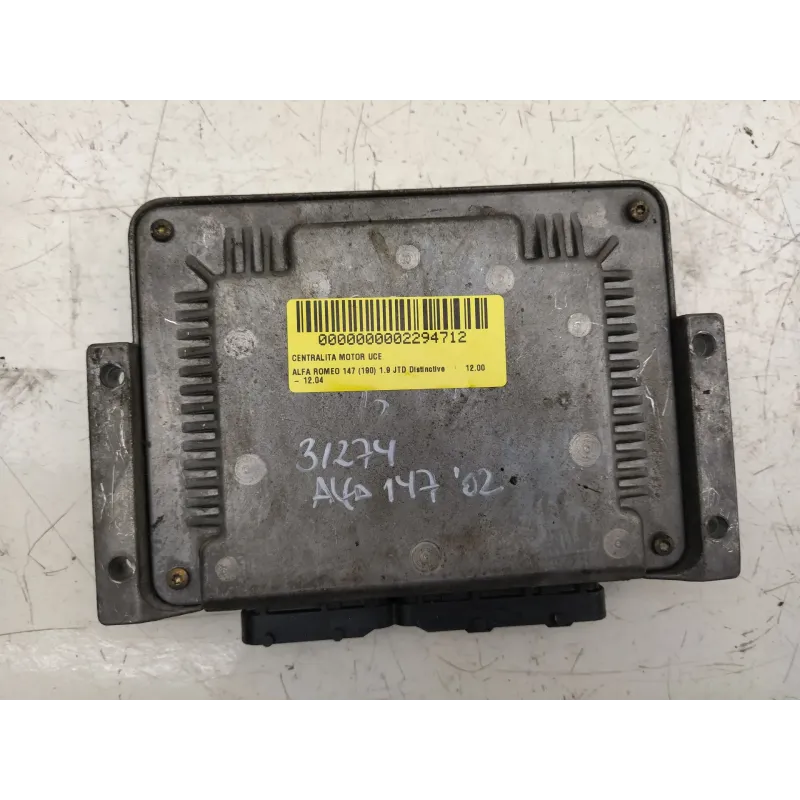 0000000002294712
CENTRALITA MOTOR UCE
ALFA ROMEO 147 (190) 1.9 JTD Distinctive 12.00
- 12.04
31274
Alfa 147 '02